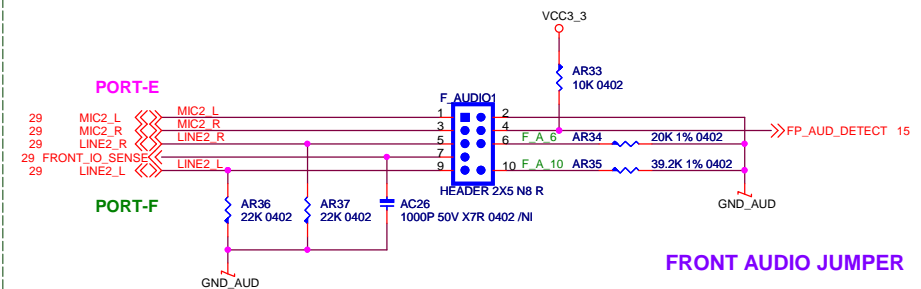 VCC3_3
AR33
10K 0402
PORT-E
F_AUDIO1
29 MIC2_L MIC2_L 1 2
29 MIC2_R MIC2_R 3 4 FP_AUD_DETECT 15
29 LINE2_R LINE2_R 5 6 F_A_6 AR34 20K 1% 0402
29 FRONT_IO_SENSE 7
29 LINE2_L LINE2_L 9 10 F_A_10 AR35 39.2K 1% 0402
HEADER 2X5 N8 R
PORT-F
AR36
22K 0402
AR37
22K 0402
AC26
1000P 50V X7R 0402 /NI
GND_AUD
GND_AUD
FRONT AUDIO JUMPER